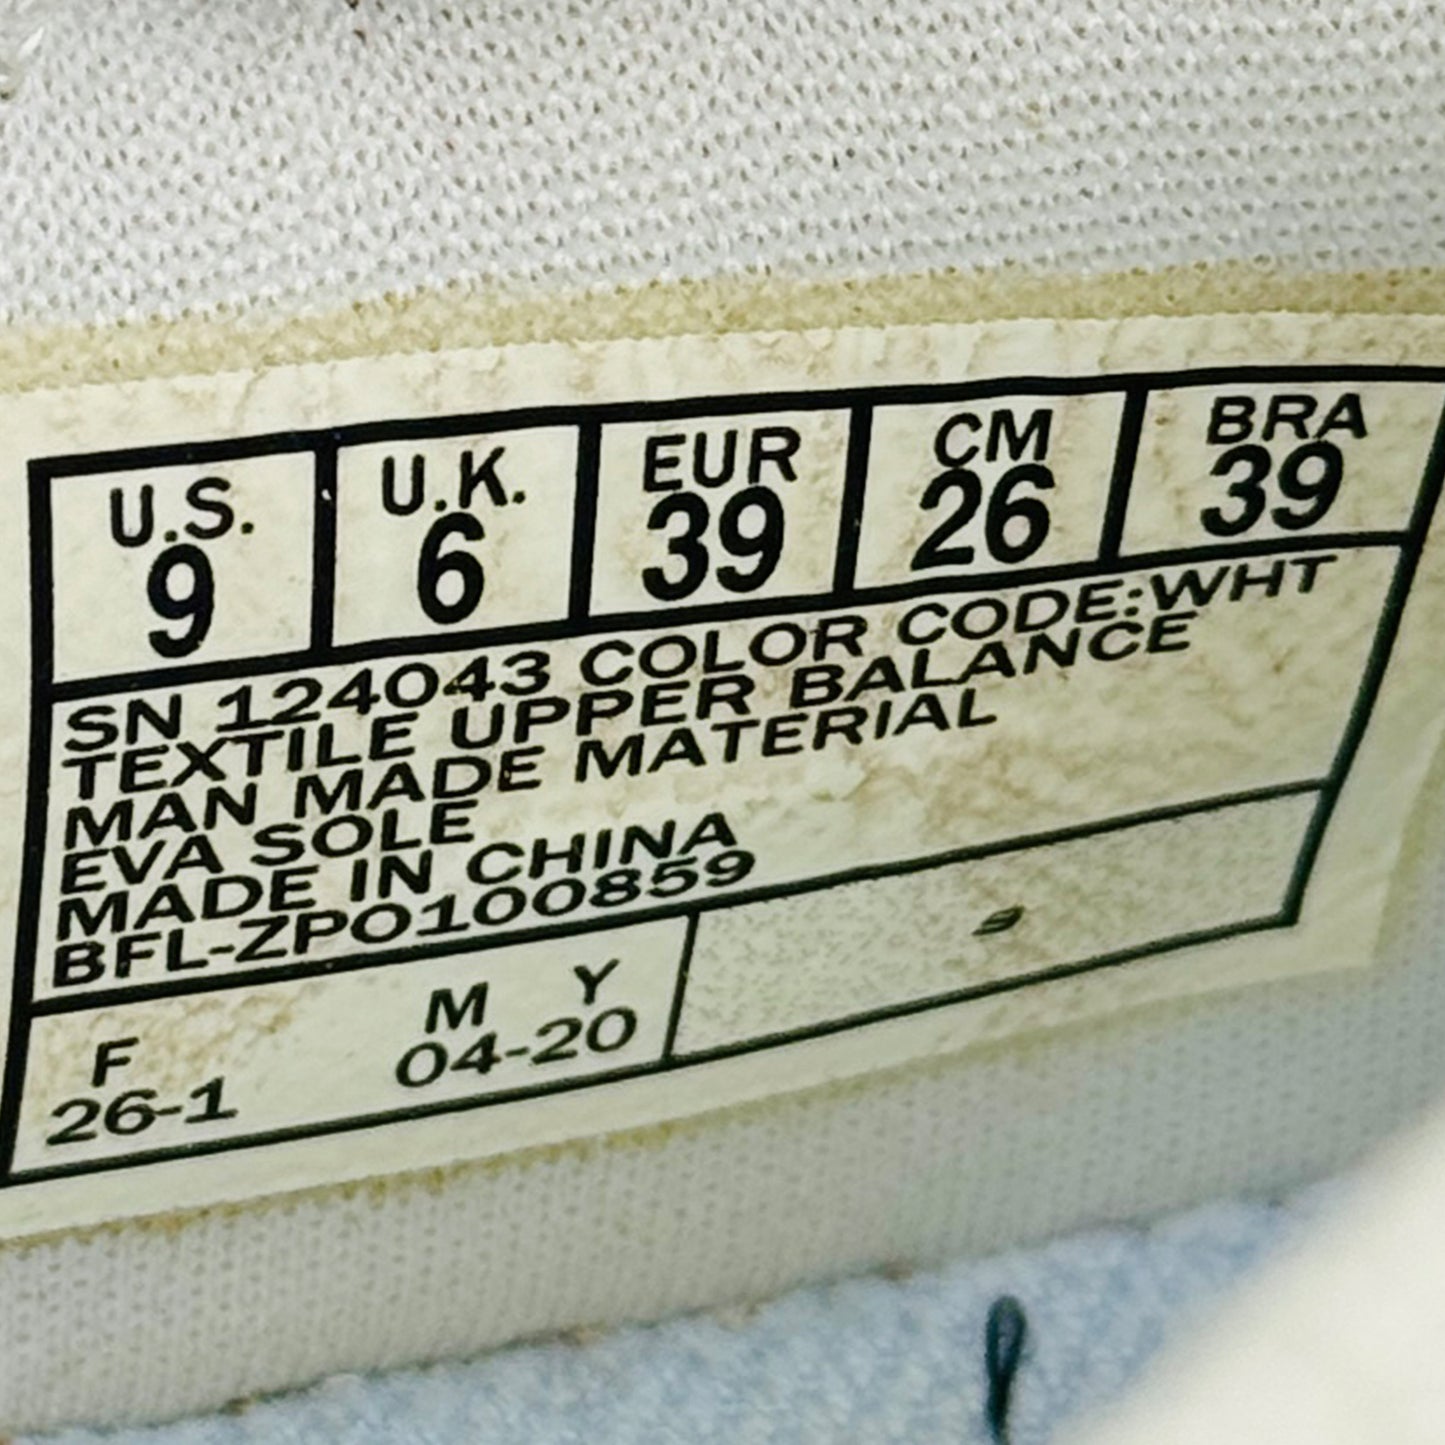 U.S. U.K. EUR CM BRA
9 6 39 26 39
SN 124043 COLOR CODE:WHT
TEXTILE UPPER BALANCE
MAN MADE MATERIAL
EVA SOLE
MADE IN CHINA
BFL-ZPO100859
F M Y
26-1 04-20